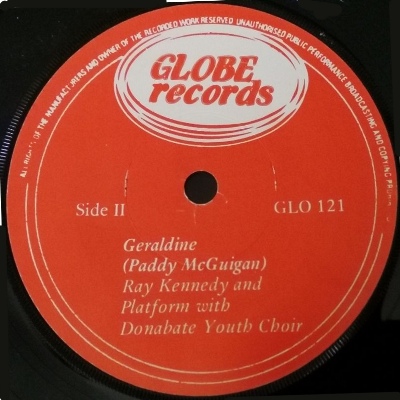 ALL RIGHTS OF THE MANUFACTURERS AND OWNER OF THE RECORDED WORK RESERVED UNAUTHORISED PUBLIC PERFORMANCE BROADCASTING AND COPYING
GLOBE
records
Side II
GLO 121
Geraldine
(Paddy McGuigan)
Ray Kennedy and
Platform with
Donabate Youth Choir